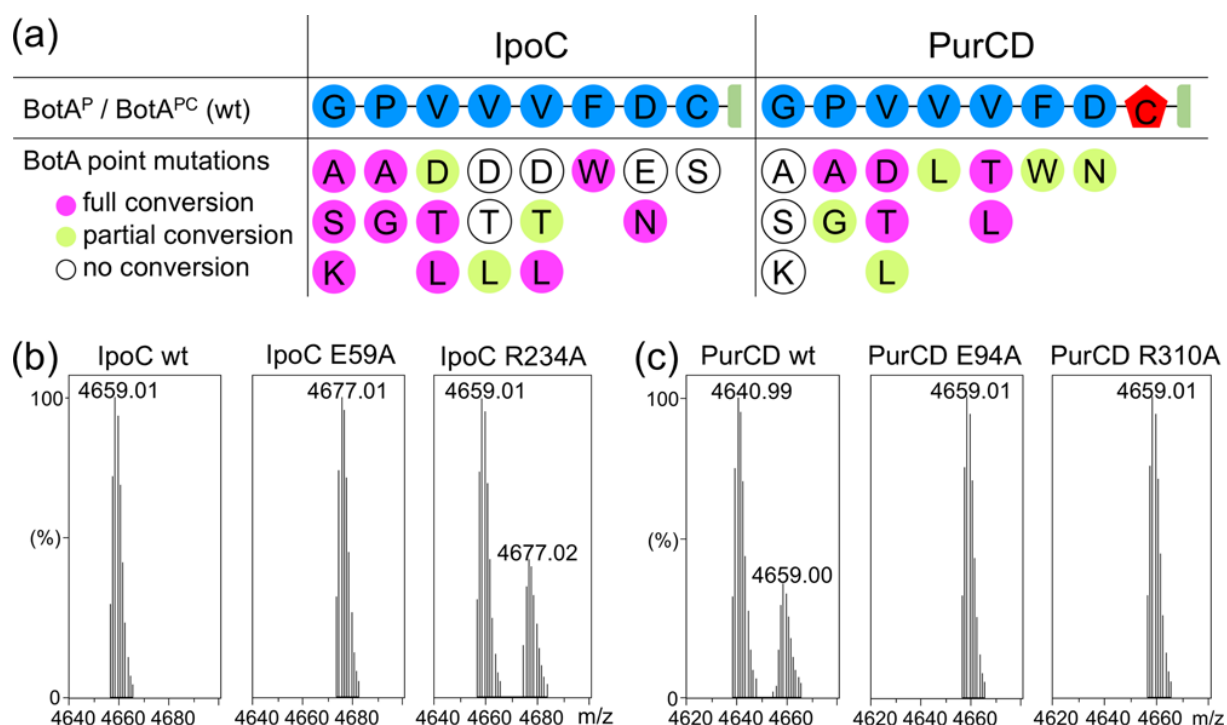 (a)
IpoC
PurCD
BotAᴾ / BotAᴾᶜ (wt)
G P V V V F D C
G P V V V F D C
BotA point mutations
full conversion
partial conversion
no conversion
A A D D D W E S
S G T T T N
K L L L
A A D L T W N
S G T L
K L
(b)
IpoC wt
IpoC E59A
IpoC R234A
(c)
PurCD wt
PurCD E94A
PurCD R310A
100
(%)
0
4659.01
4640 4660 4680
4677.01
4640 4660 4680
4659.01
4677.02
4640 4660 4680 m/z
100
(%)
0
4640.99
4659.00
4620 4640 4660
4659.01
4620 4640 4660
4659.01
4620 4640 4660 m/z